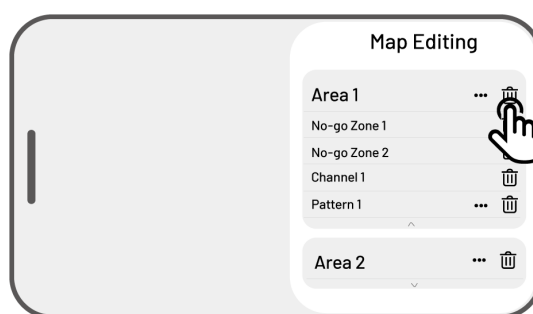 Map Editing
Area 1 •••
No-go Zone 1
No-go Zone 2
Channel 1
Pattern 1 •••
Area 2 •••